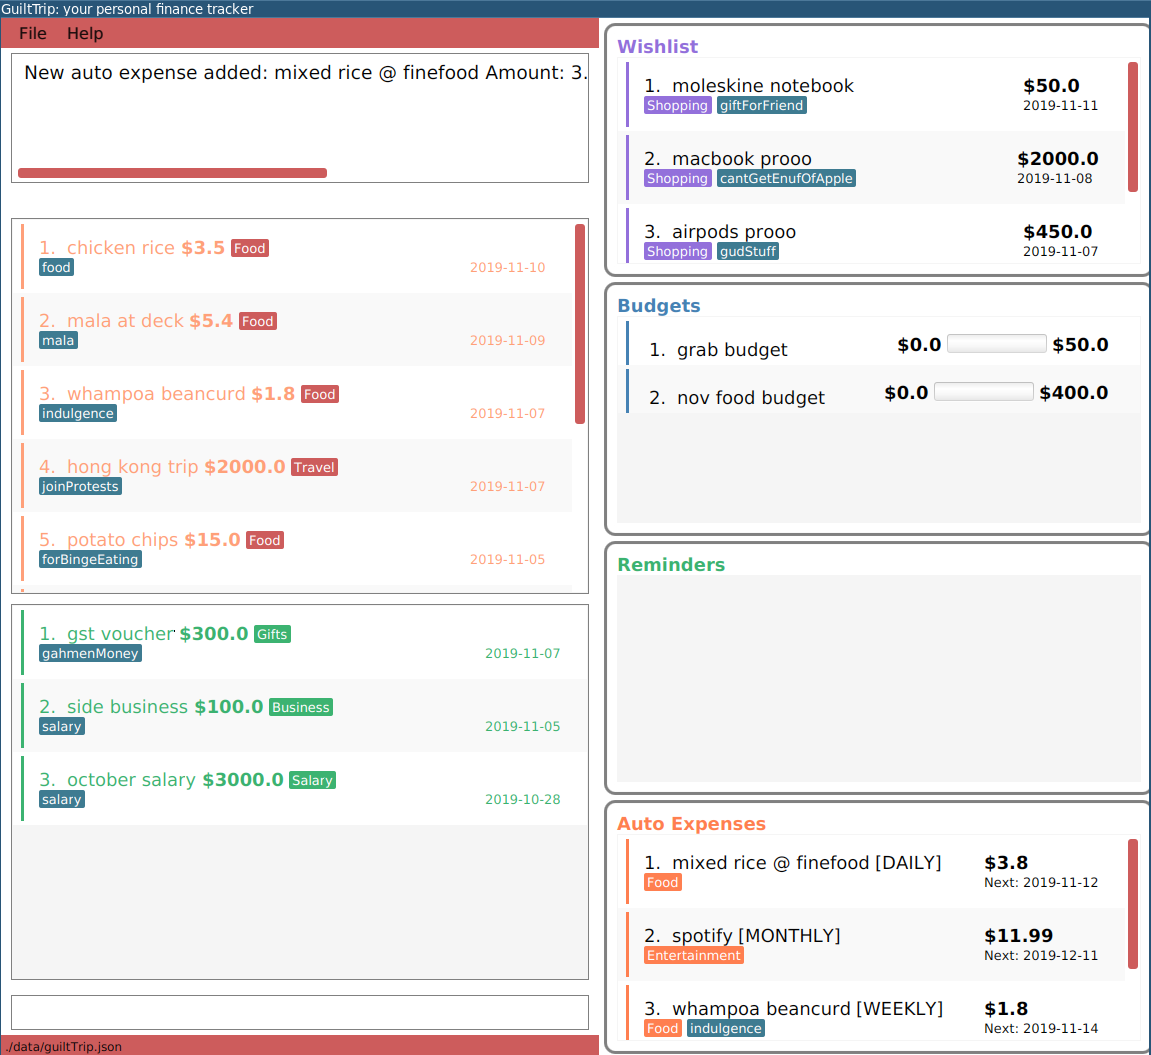 GuiltTrip: your personal finance tracker
File Help
New auto expense added: mixed rice @ finefood Amount: 3.
1. chicken rice $3.5 Food
food 2019-11-10
2. mala at deck $5.4 Food
mala 2019-11-09
3. whampoa beancurd $1.8 Food
indulgence 2019-11-07
4. hong kong trip $2000.0 Travel
joinProtests 2019-11-07
5. potato chips $15.0 Food
forBingeEating 2019-11-05
1. gst voucher $300.0 Gifts
gahmenMoney 2019-11-07
2. side business $100.0 Business
salary 2019-11-05
3. october salary $3000.0 Salary
salary 2019-10-28
./data/guiltTrip.json
Wishlist
1. moleskine notebook $50.0
Shopping giftForFriend 2019-11-11
2. macbook prooo $2000.0
Shopping cantGetEnufOfApple 2019-11-08
3. airpods prooo $450.0
Shopping gudStuff 2019-11-07
Budgets
1. grab budget $0.0 $50.0
2. nov food budget $0.0 $400.0
Reminders
Auto Expenses
1. mixed rice @ finefood [DAILY] $3.8
Food Next: 2019-11-12
2. spotify [MONTHLY] $11.99
Entertainment Next: 2019-12-11
3. whampoa beancurd [WEEKLY] $1.8
Food indulgence Next: 2019-11-14